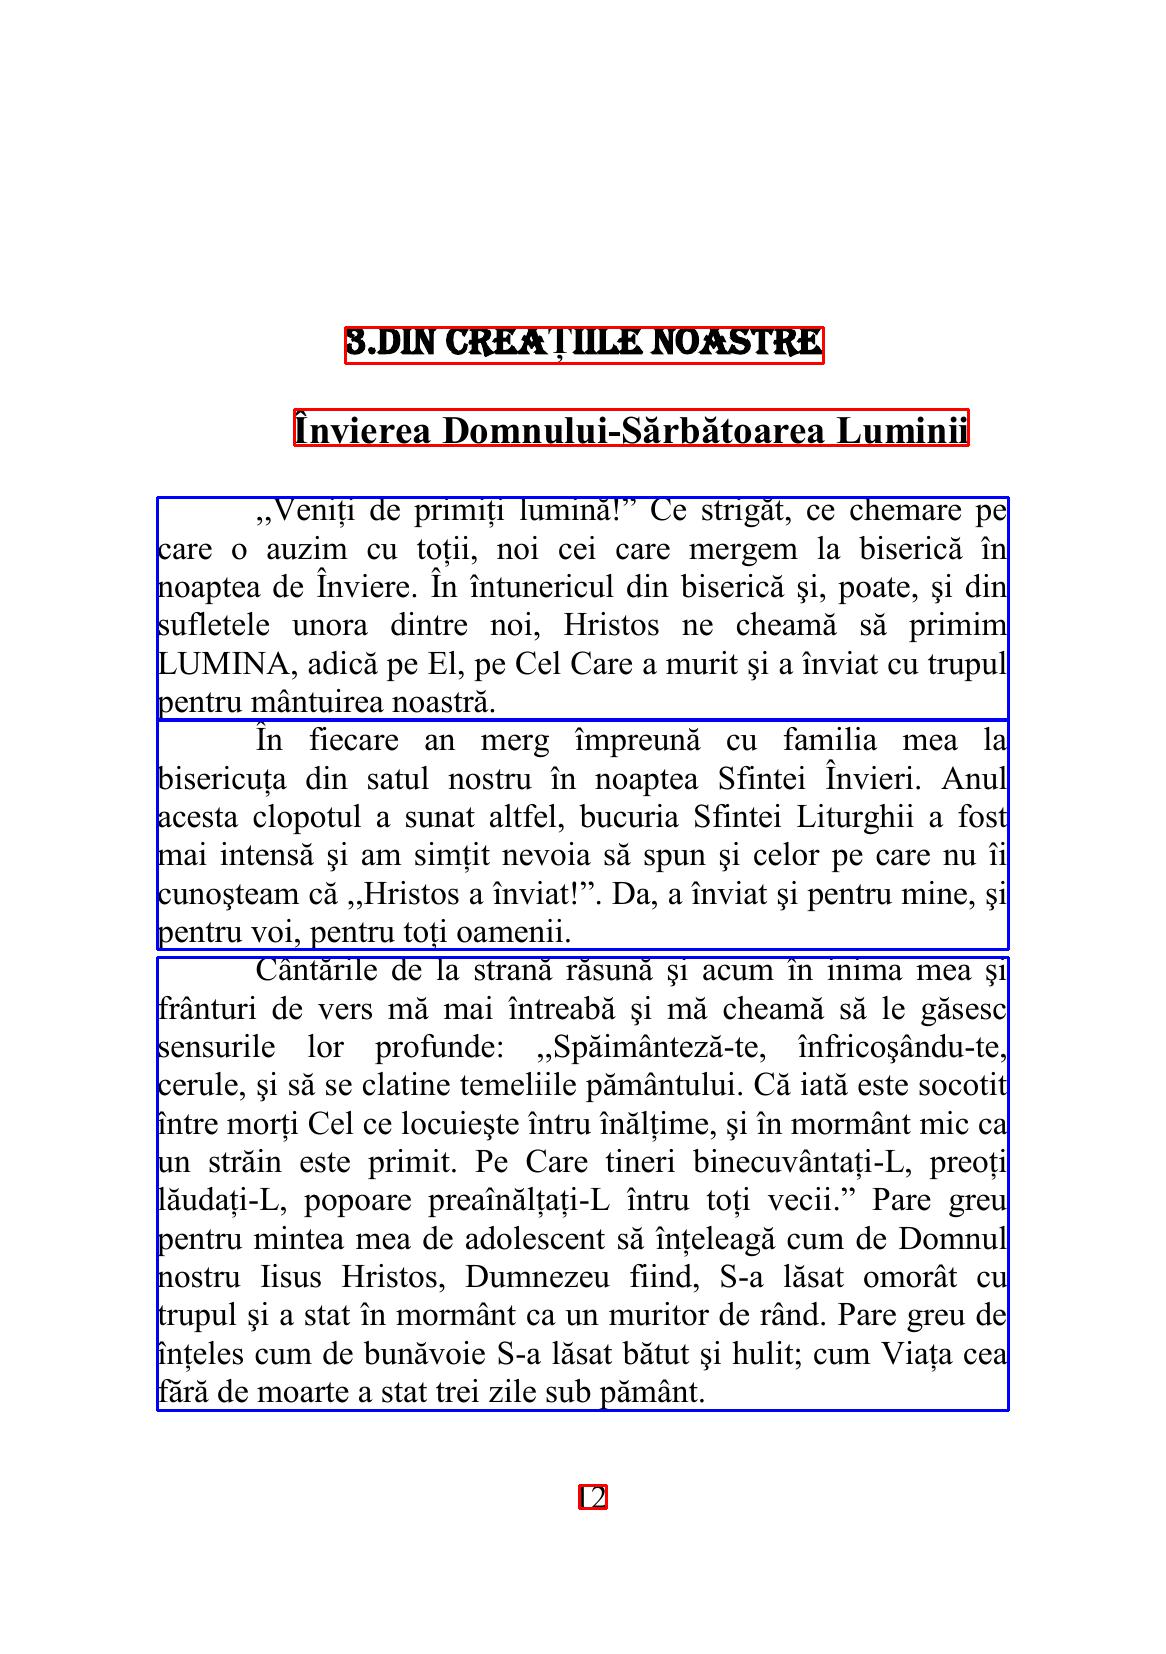 3.DIN CREAȚIILE NOASTRE
Învierea Domnului-Sărbătoarea Luminii
,,Veniți de primiți lumină!” Ce strigăt, ce chemare pe
care o auzim cu toții, noi cei care mergem la biserică în
noaptea de Înviere. În întunericul din biserică şi, poate, şi din
sufletele unora dintre noi, Hristos ne cheamă să primim
LUMINA, adică pe El, pe Cel Care a murit şi a înviat cu trupul
pentru mântuirea noastră.
În fiecare an merg împreună cu familia mea la
bisericuța din satul nostru în noaptea Sfintei Învieri. Anul
acesta clopotul a sunat altfel, bucuria Sfintei Liturghii a fost
mai intensă şi am simțit nevoia să spun şi celor pe care nu îi
cunoşteam că ,,Hristos a înviat!”. Da, a înviat şi pentru mine, şi
pentru voi, pentru toți oamenii.
Cântările de la strană răsună şi acum în inima mea şi
frânturi de vers mă mai întreabă şi mă cheamă să le găsesc
sensurile lor profunde: ,,Spăimânteză-te, înfricoşându-te,
cerule, şi să se clatine temeliile pământului. Că iată este socotit
între morți Cel ce locuieşte întru înălțime, şi în mormânt mic ca
un străin este primit. Pe Care tineri binecuvântați-L, preoți
lăudați-L, popoare preaînălțați-L întru toți vecii.” Pare greu
pentru mintea mea de adolescent să înțeleagă cum de Domnul
nostru Iisus Hristos, Dumnezeu fiind, S-a lăsat omorât cu
trupul şi a stat în mormânt ca un muritor de rând. Pare greu de
înțeles cum de bunăvoie S-a lăsat bătut şi hulit; cum Viața cea
fără de moarte a stat trei zile sub pământ.
12